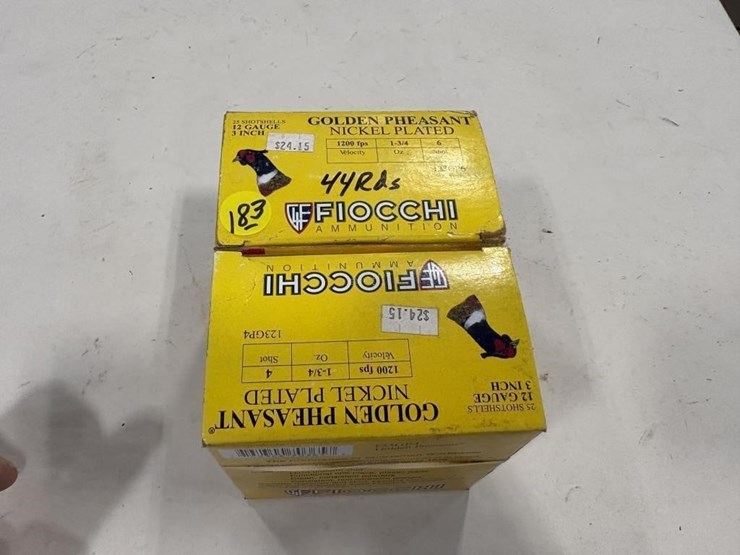 25 SHOTSHELLS
12 GAUGE
3 INCH
GOLDEN PHEASANT
NICKEL PLATED
$24.15
1200 fps 1-3/4 6
Velocity Oz.
44Rds
183
FIOCCHI
AMMUNITION
25 SHOTSHELLS
12 GAUGE
3 INCH
GOLDEN PHEASANT®
NICKEL PLATED
1200 fps 1-3/4 4
Velocity Oz Shot
123GP4
$24.15
FIOCCHI
AMMUNITION